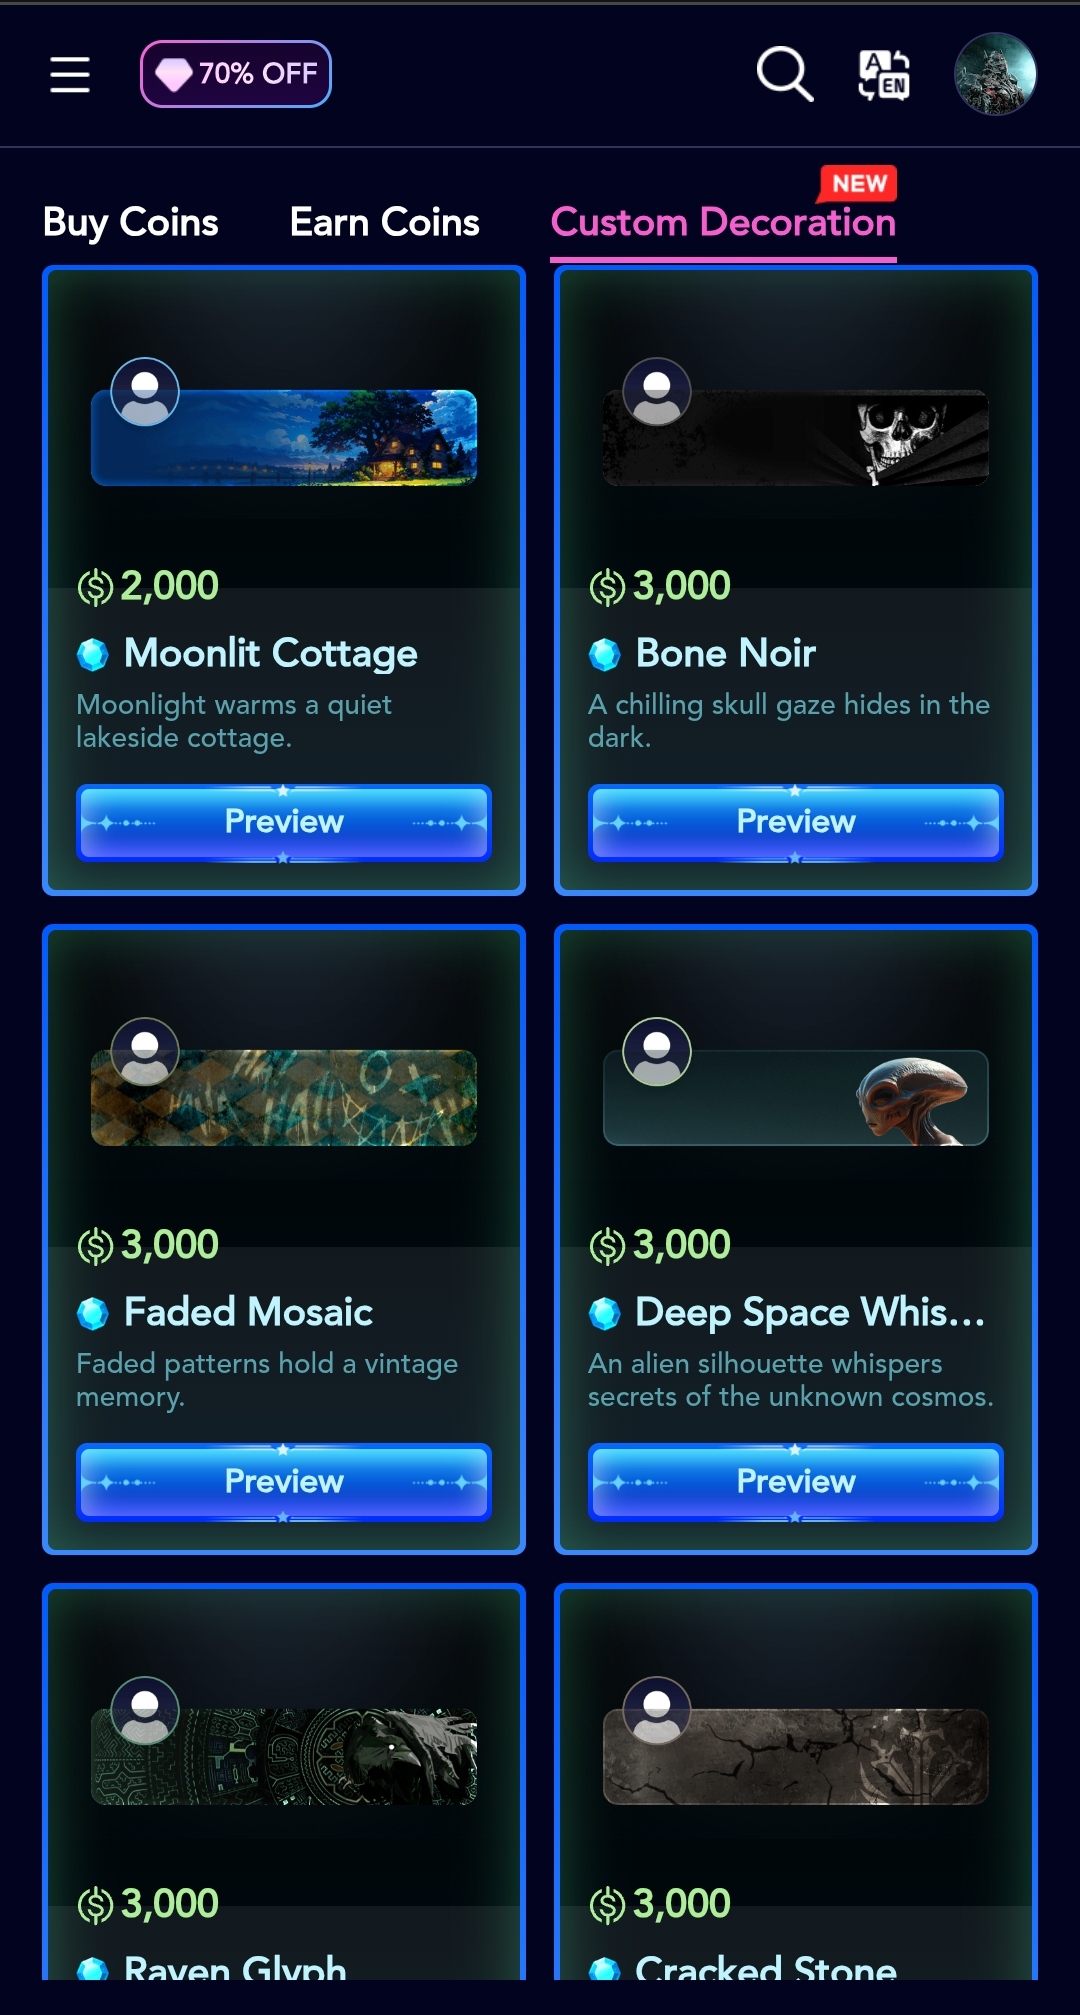 70% OFF
A
EN
NEW
Buy Coins
Earn Coins
Custom Decoration
2,000
Moonlit Cottage
Moonlight warms a quiet
lakeside cottage.
Preview
3,000
Bone Noir
A chilling skull gaze hides in the
dark.
Preview
3,000
Faded Mosaic
Faded patterns hold a vintage
memory.
Preview
3,000
Deep Space Whis...
An alien silhouette whispers
secrets of the unknown cosmos.
Preview
3,000
Raven Glyph
3,000
Cracked Stone